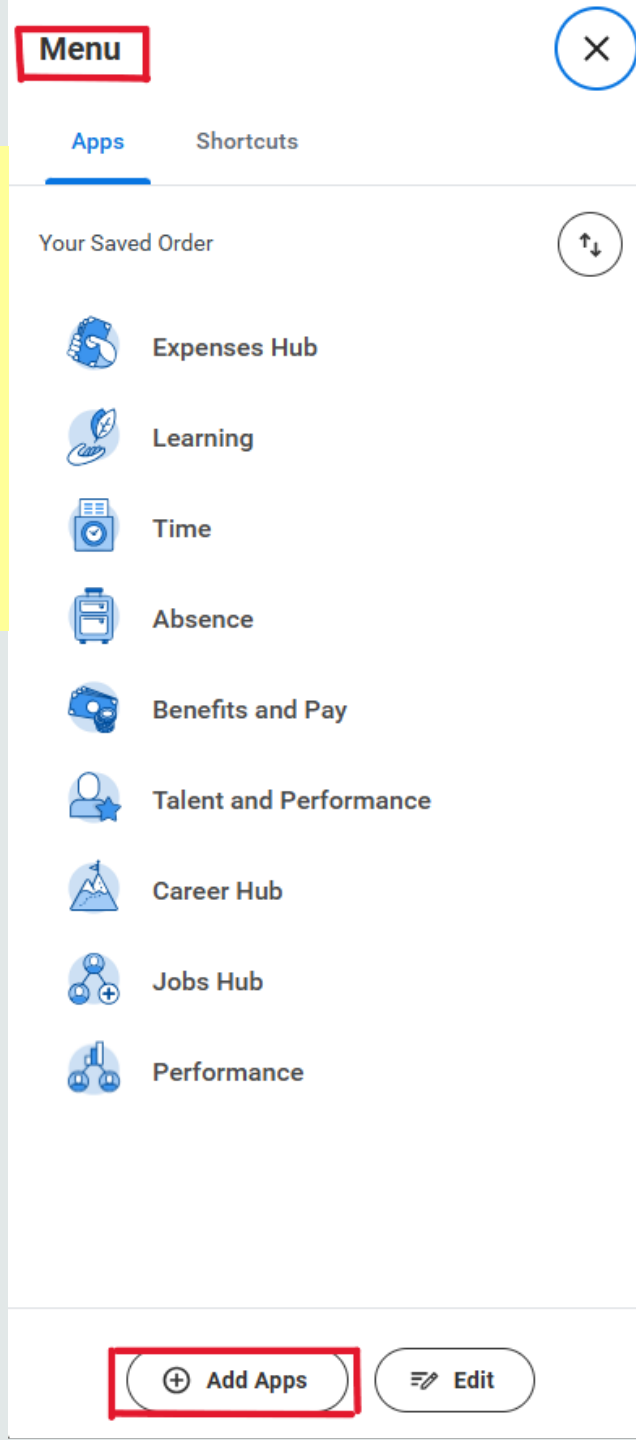 Menu
Apps Shortcuts
Your Saved Order
Expenses Hub
Learning
Time
Absence
Benefits and Pay
Talent and Performance
Career Hub
Jobs Hub
Performance
Add Apps Edit